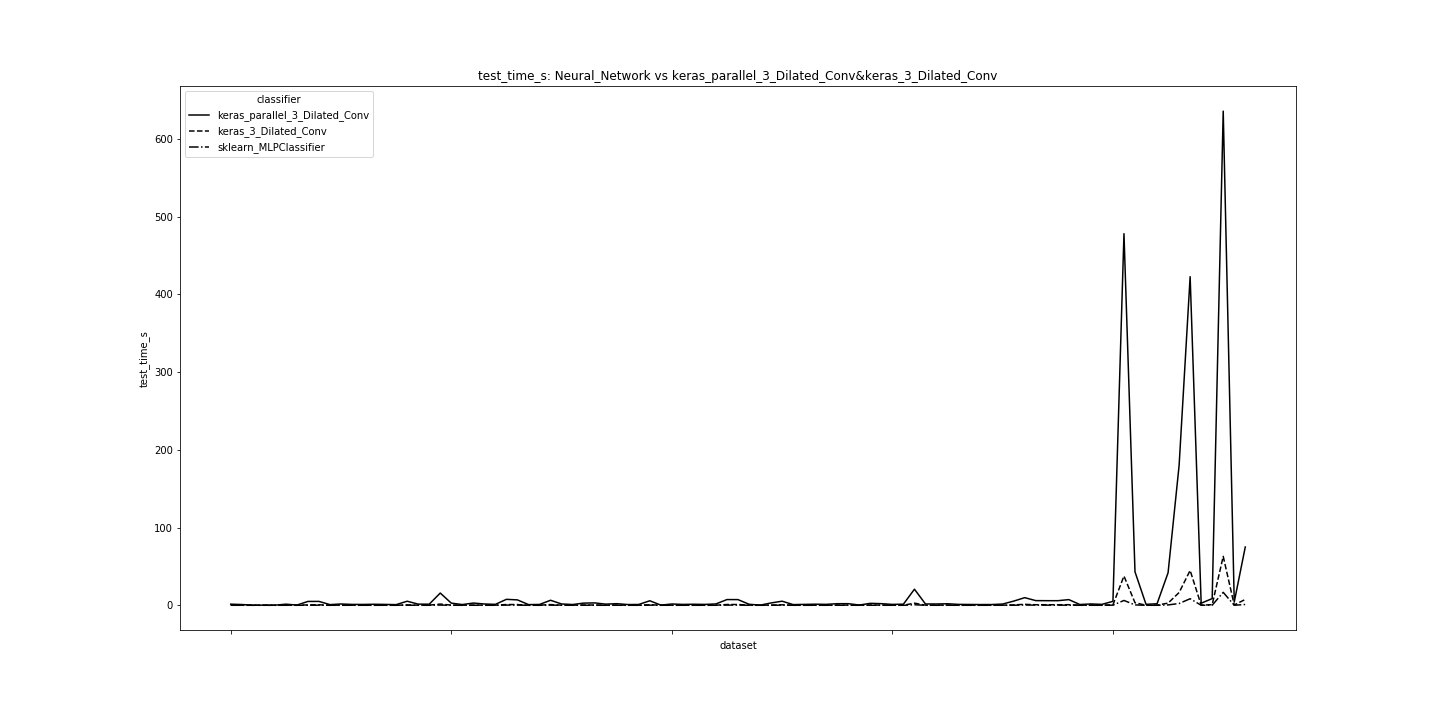 test_time_s: Neural_Network vs keras_parallel_3_Dilated_Conv&keras_3_Dilated_Conv
classifier
keras_parallel_3_Dilated_Conv
keras_3_Dilated_Conv
sklearn_MLPClassifier
600
500
400
300
200
100
0
test_time_s
dataset